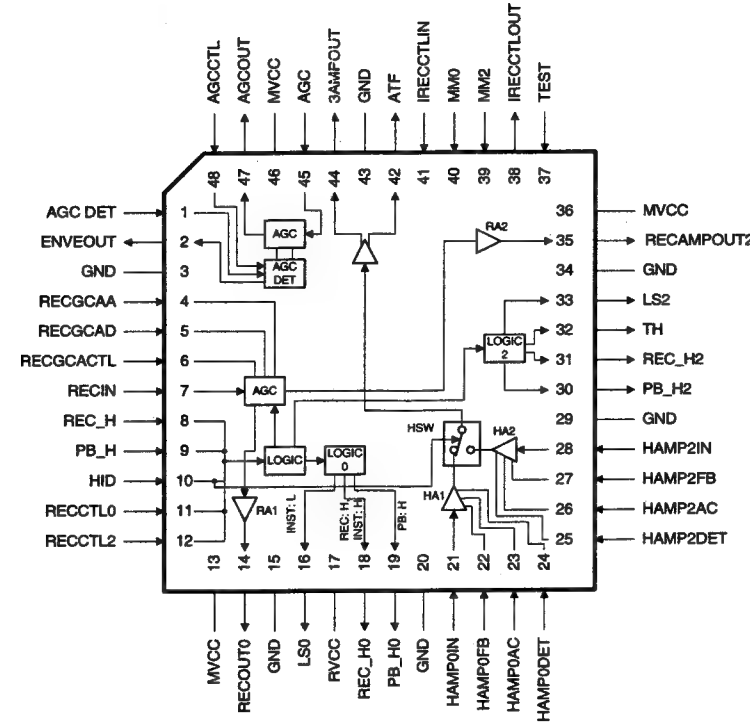 AGCCTL
AGCOUT
MVCC
AGC
3AMPOUT
GND
ATF
IRECCTLIN
MM0
MM2
IRECCTLOUT
TEST
48
47
46
45
44
43
42
41
40
39
38
37
AGC DET
1
ENVEOUT
2
GND
3
RECGCAA
4
RECGCAD
5
RECGCACTL
6
RECIN
7
REC_H
8
PB_H
9
HID
10
RECCTL0
11
RECCTL2
12
AGC
AGC
DET
RA2
AGC
LOGIC
LOGIC
0
RA1
INST: L
REC: H
INST: H
PB: H
HSW
HA2
HA1
LOGIC
2
36
MVCC
35
RECAMPOUT2
34
GND
33
LS2
32
TH
31
REC_H2
30
PB_H2
29
GND
28
HAMP2IN
27
HAMP2FB
26
HAMP2AC
25
HAMP2DET
13
14
15
16
17
18
19
20
21
22
23
24
MVCC
RECOUT0
GND
LS0
RVCC
REC_H0
PB_H0
GND
HAMP0IN
HAMP0FB
HAMP0AC
HAMP0DET